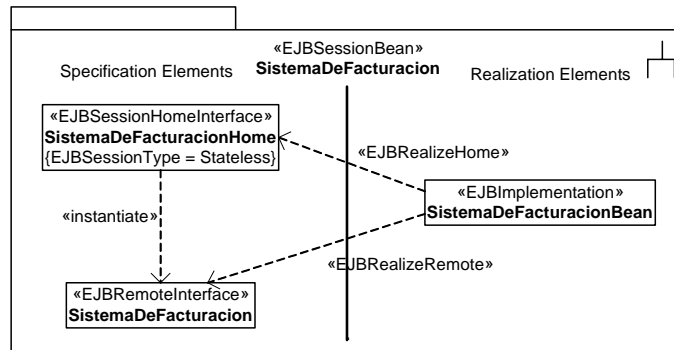 «EJBSessionBean»
SistemaDeFacturacion
Specification Elements
Realization Elements
«EJBSessionHomeInterface»
SistemaDeFacturacionHome
{EJBSessionType = Stateless}
«EJBRealizeHome»
«EJBImplementation»
SistemaDeFacturacionBean
«instantiate»
«EJBRealizeRemote»
«EJBRemoteInterface»
SistemaDeFacturacion